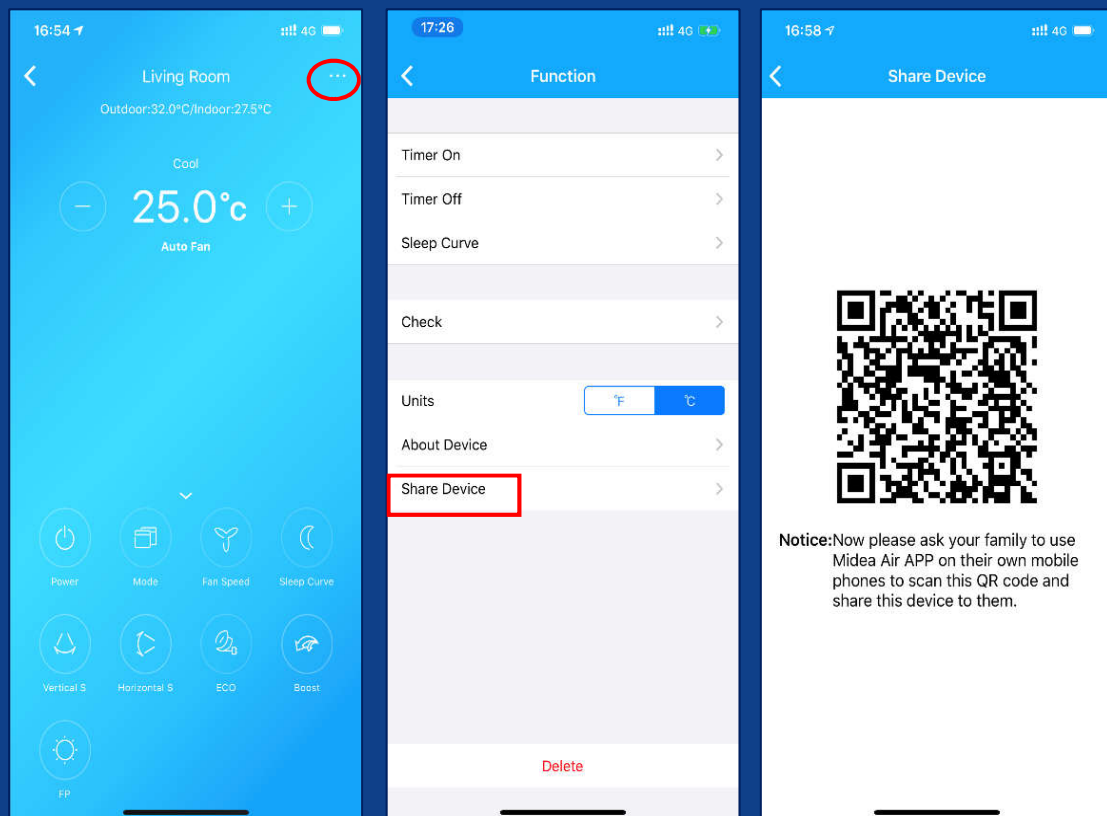 16:54
4G
Living Room
...
Outdoor:32.0°C/Indoor:27.5°C
Cool
− 25.0°c +
Auto Fan
Power Mode Fan Speed Sleep Curve
Vertical S Horizontal S ECO Boost
FP
17:26
4G
Function
Timer On
Timer Off
Sleep Curve
Check
Units °F °C
About Device
Share Device
Delete
16:58
4G
Share Device
Notice:Now please ask your family to use
Midea Air APP on their own mobile
phones to scan this QR code and
share this device to them.